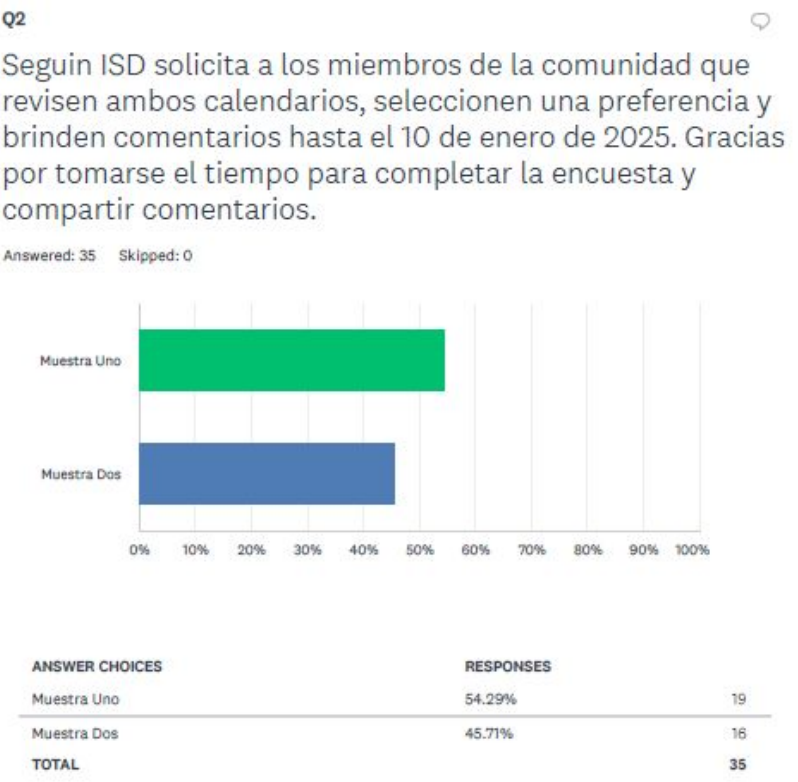 Q2
Seguin ISD solicita a los miembros de la comunidad que
revisen ambos calendarios, seleccionen una preferencia y
brinden comentarios hasta el 10 de enero de 2025. Gracias
por tomarse el tiempo para completar la encuesta y
compartir comentarios.
Answered: 35 Skipped: 0
Muestra Uno
Muestra Dos
0% 10% 20% 30% 40% 50% 60% 70% 80% 90% 100%
ANSWER CHOICES RESPONSES
Muestra Uno 54.29% 19
Muestra Dos 45.71% 16
TOTAL 35